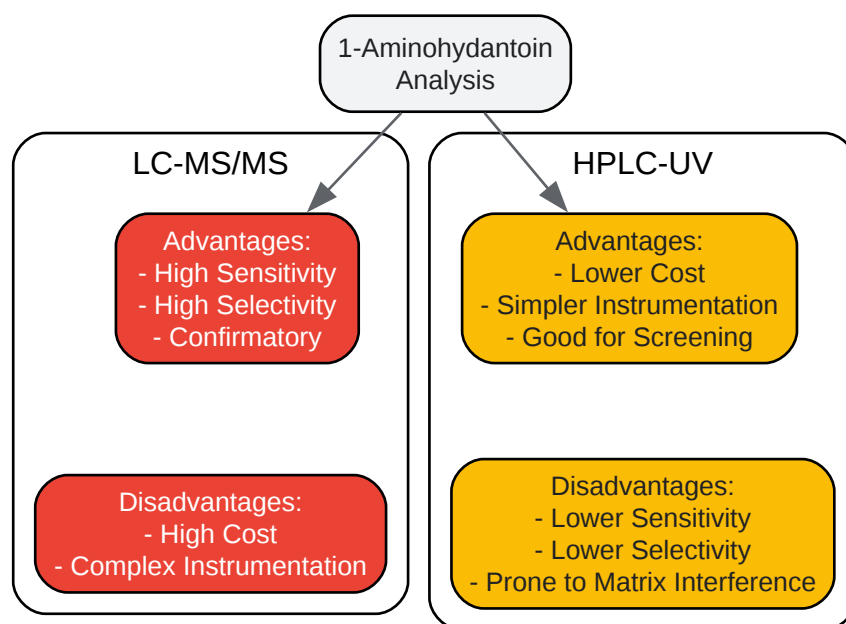 1-Aminohydantoin
Analysis
LC-MS/MS
Advantages:
- High Sensitivity
- High Selectivity
- Confirmatory
Disadvantages:
- High Cost
- Complex Instrumentation
HPLC-UV
Advantages:
- Lower Cost
- Simpler Instrumentation
- Good for Screening
Disadvantages:
- Lower Sensitivity
- Lower Selectivity
- Prone to Matrix Interference